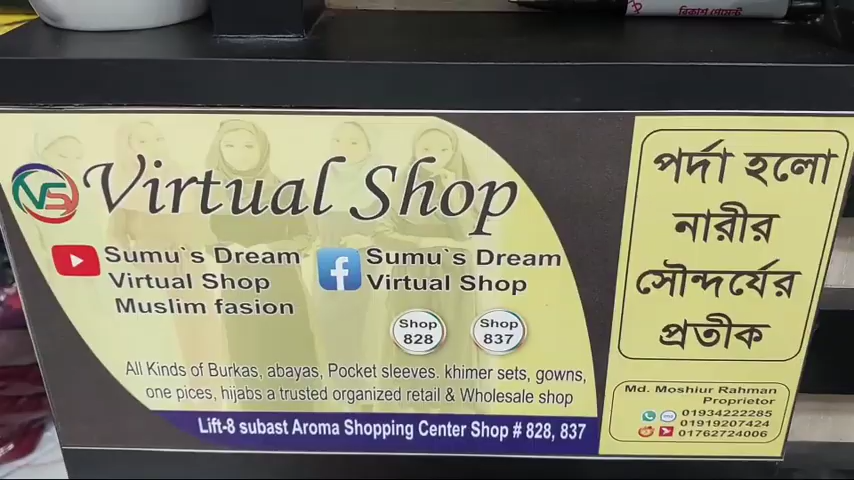 VS Virtual Shop
Sumu`s Dream
Virtual Shop
Muslim fasion
f Sumu`s Dream
Virtual Shop
Shop
828
Shop
837
All Kinds of Burkas, abayas, Pocket sleeves. khimer sets, gowns,
one pices, hijabs a trusted organized retail & Wholesale shop
Lift-8 subast Aroma Shopping Center Shop # 828, 837
পর্দা হলো
নারীর
সৌন্দর্যের
প্রতীক
Md. Moshiur Rahman
Proprietor
01934222285
01919207424
01762724006